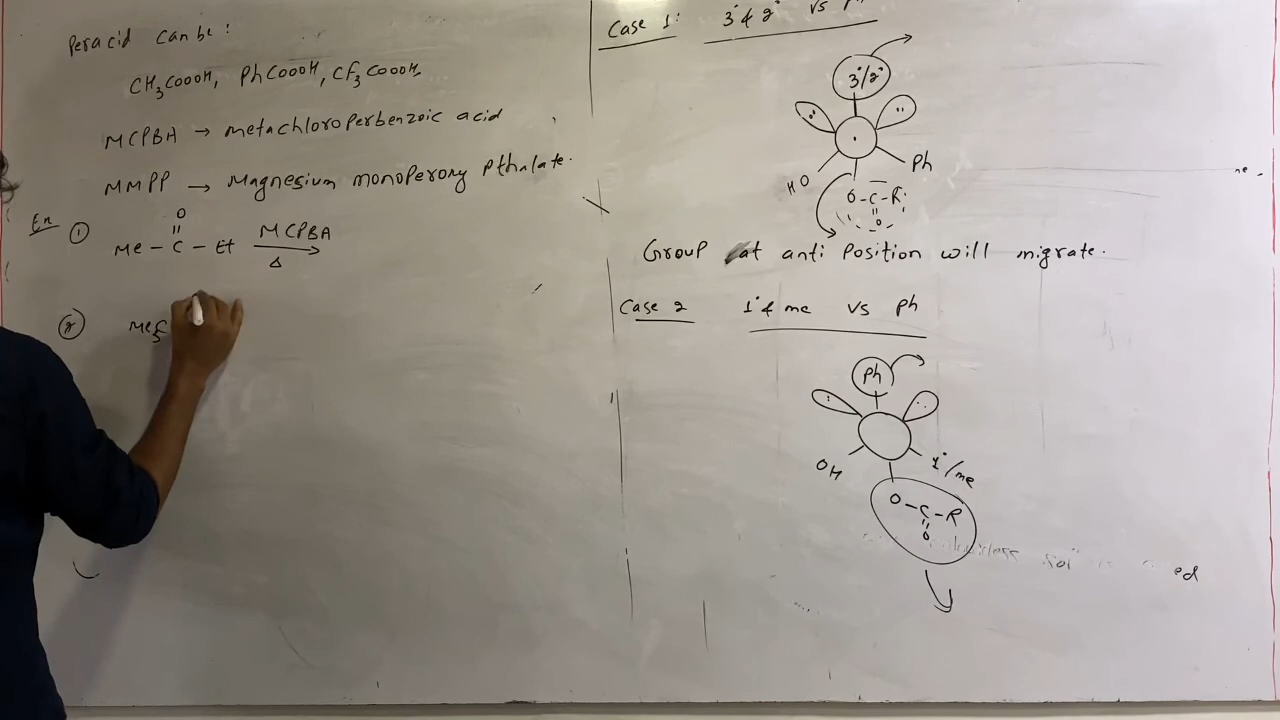 Peracid can be :
CH3COOOH, PhCOOOH, CF3COOOH,
MCPBA → metachloroperbenzoic acid
MMPP → Magnesium monoperoxy pthalate.
Ex
① Me - C - Et MCPBA
O
Δ
②
Case 1: 3° & 2° vs Ph
3°/2°
HO
Ph
O-C-R
O
Group at anti Position will migrate.
Case 2 1° & me vs Ph
Ph
OH
1°/me
O-C-R
O
ed